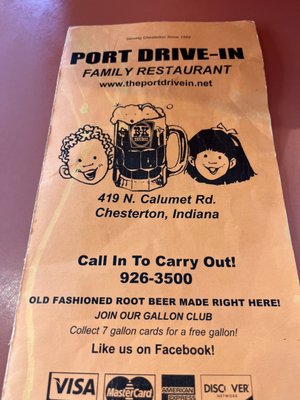 Serving Chesterton Since 1953
PORT DRIVE-IN
FAMILY RESTAURANT
www.theportdrivein.net
B-K
419 N. Calumet Rd.
Chesterton, Indiana
Call In To Carry Out!
926-3500
OLD FASHIONED ROOT BEER MADE RIGHT HERE!
JOIN OUR GALLON CLUB
Collect 7 gallon cards for a free gallon!
Like us on Facebook!
VISA MasterCard AMERICAN EXPRESS DISCOVER
NETWORK